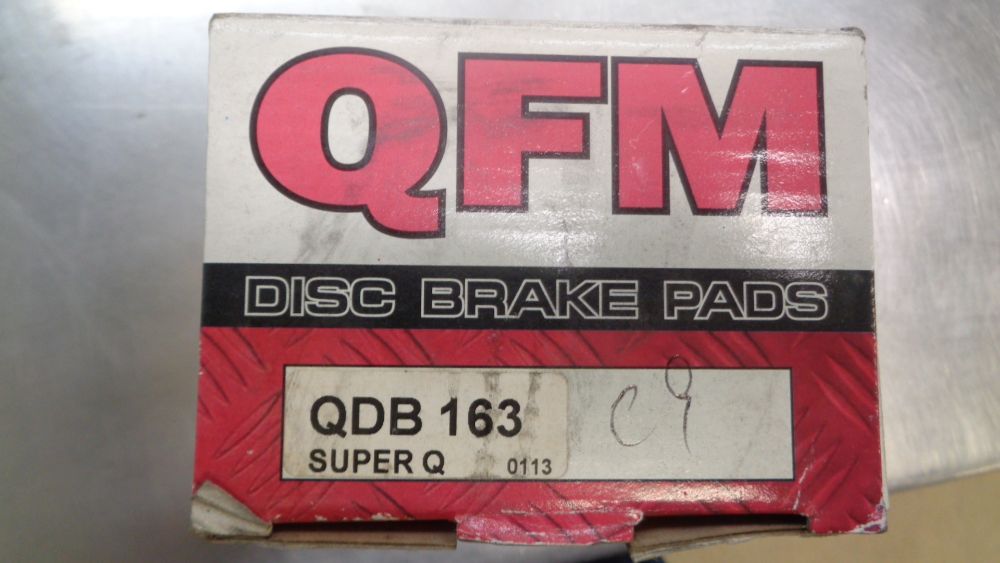 QFM
DISC BRAKE PADS
QDB 163
C9
SUPER Q 0113